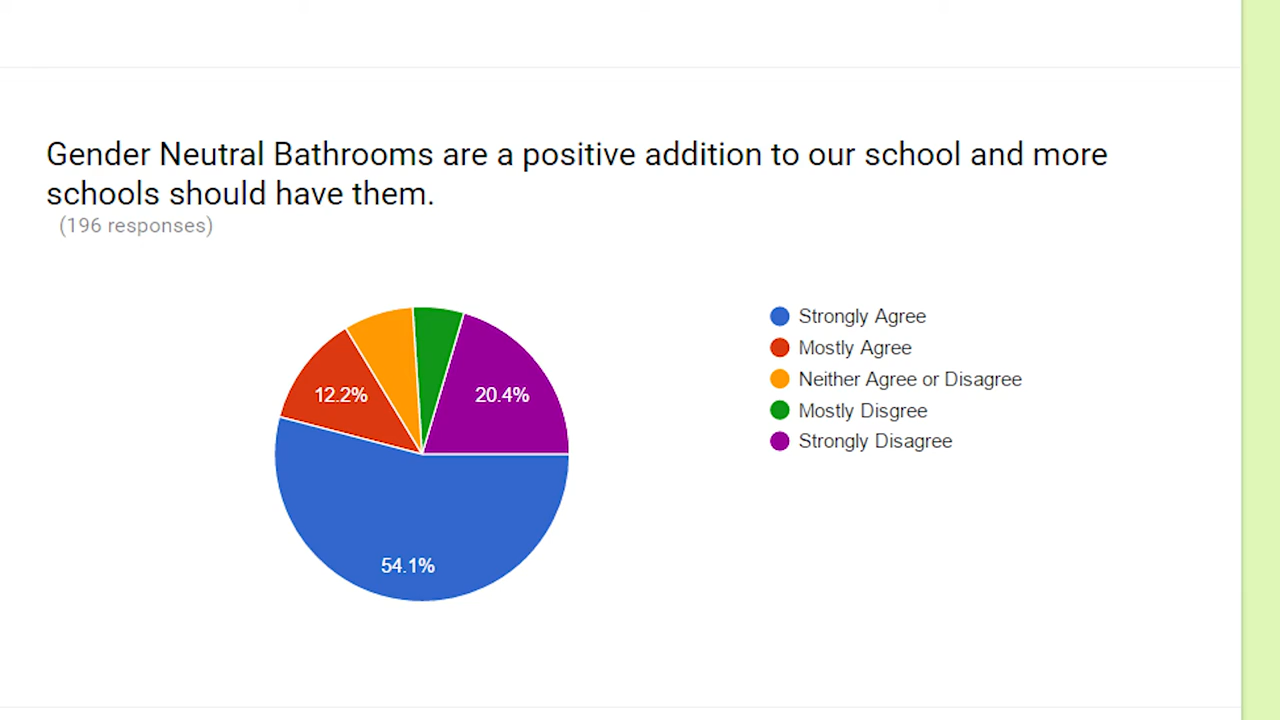 Gender Neutral Bathrooms are a positive addition to our school and more
schools should have them.
(196 responses)
Strongly Agree
Mostly Agree
Neither Agree or Disagree
Mostly Disgree
Strongly Disagree
12.2%
20.4%
54.1%